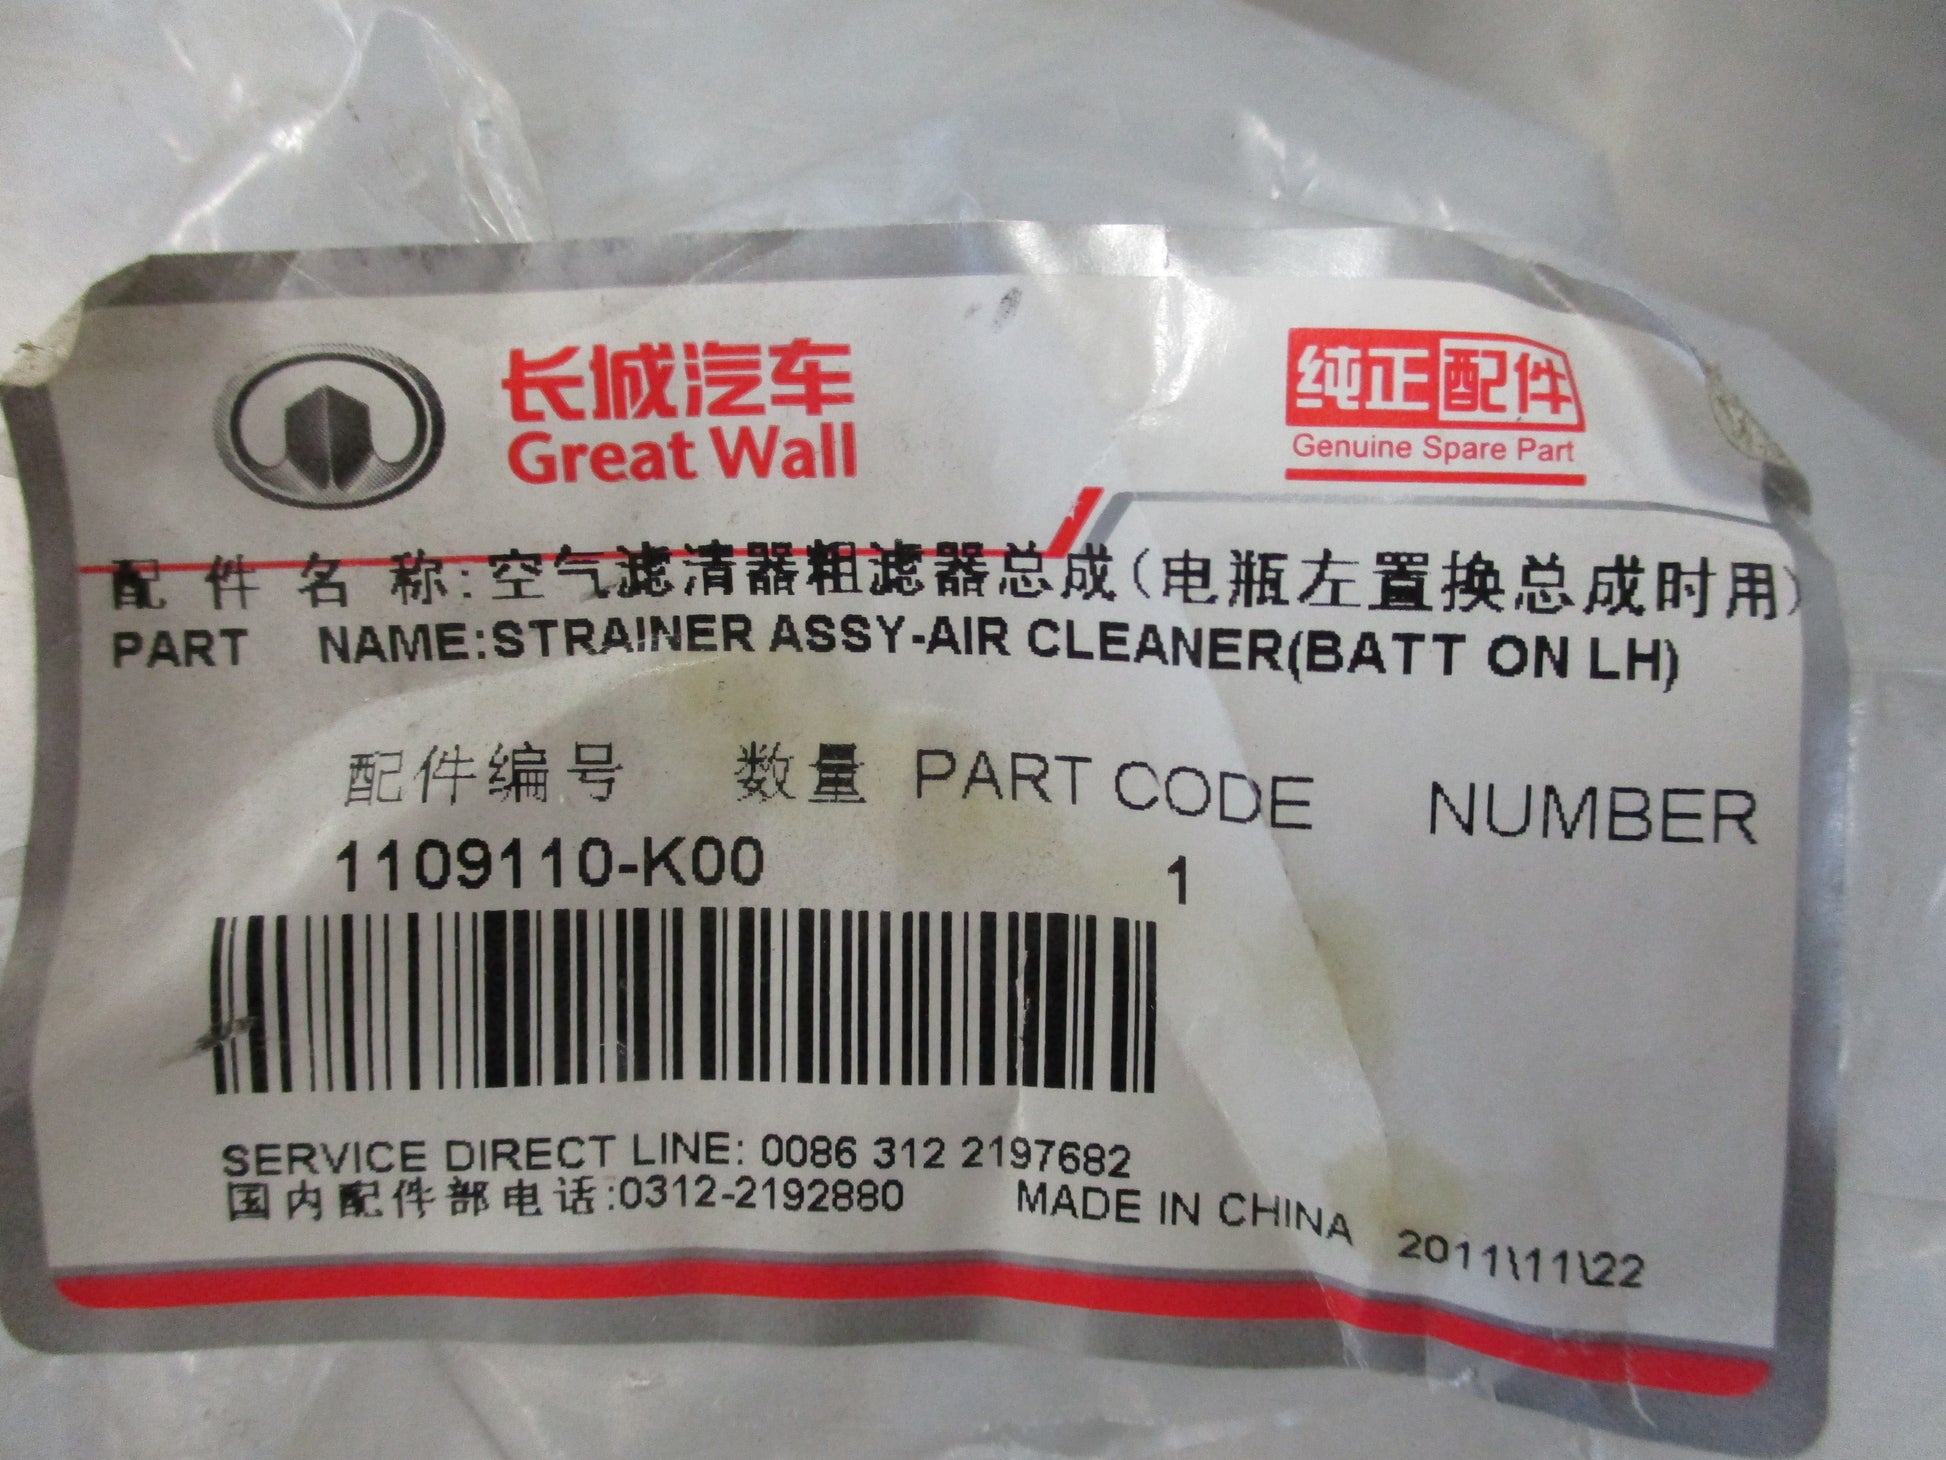 长城汽车
Great Wall
纯正配件
Genuine Spare Part
配 件 名 称:空气滤清器粗滤器总成(电瓶左置换总成时用)
PART NAME:STRAINER ASSY-AIR CLEANER(BATT ON LH)
配件编号 数量 PART CODE NUMBER
1109110-K00 1
SERVICE DIRECT LINE: 0086 312 2197682
国内配件部电话:0312-2192880 MADE IN CHINA 2011\11\22